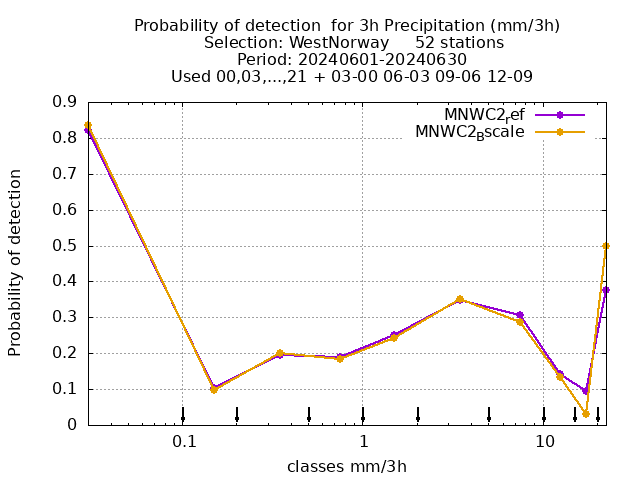 Probability of detection  for 3h Precipitation (mm/3h)
Selection: WestNorway     52 stations
Period: 20240601-20240630
Used 00,03,...,21 + 03-00 06-03 09-06 12-09
MNWC2_ref
MNWC2_Bscale
Probability of detection
0.9
0.8
0.7
0.6
0.5
0.4
0.3
0.2
0.1
0
0.1 1 10
classes mm/3h